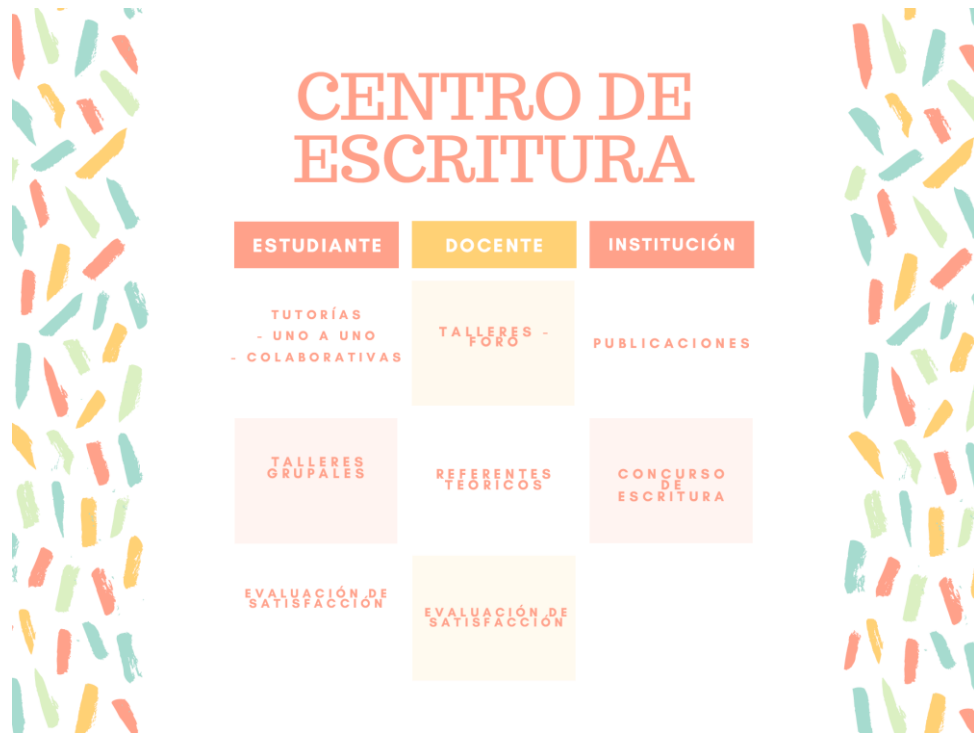 CENTRO DE
ESCRITURA
ESTUDIANTE
DOCENTE
INSTITUCIÓN
TUTORÍAS
- UNO A UNO
- COLABORATIVAS
TALLERES -
FORO
PUBLICACIONES
TALLERES
GRUPALES
REFERENTES
TEÓRICOS
CONCURSO
DE
ESCRITURA
EVALUACIÓN DE
SATISFACCIÓN
EVALUACIÓN DE
SATISFACCIÓN